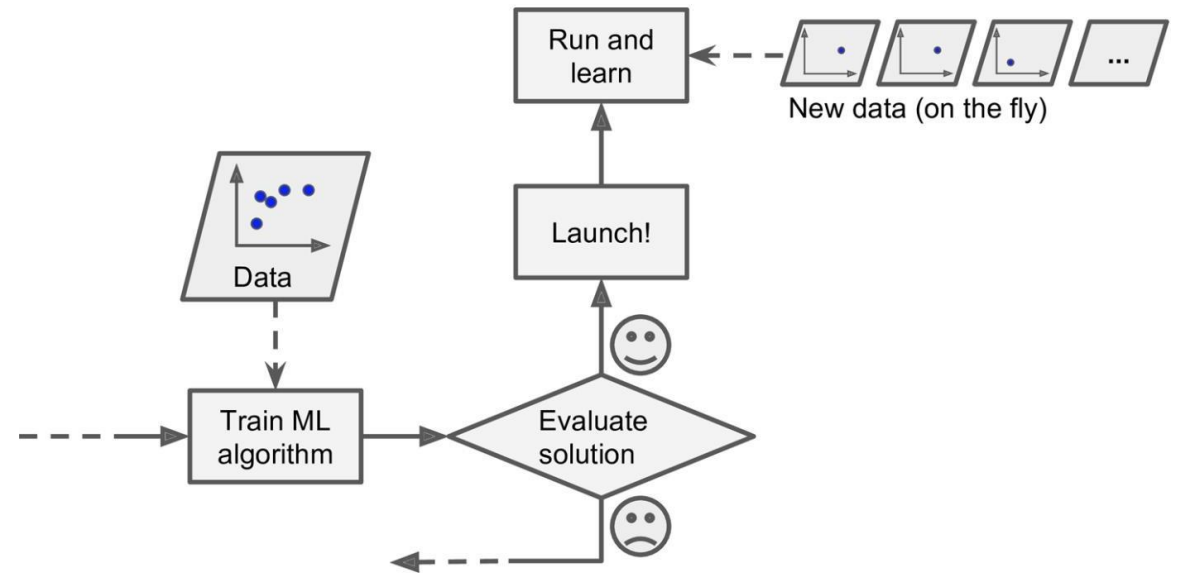 Run and
learn
...
New data (on the fly)
Launch!
Data
Train ML
algorithm
Evaluate
solution